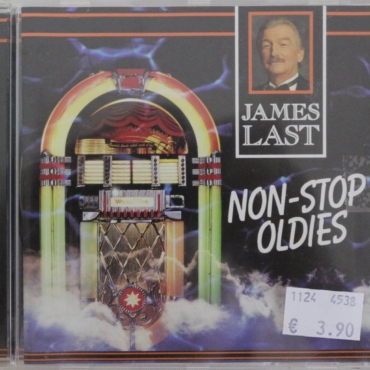 JAMES
LAST
NON-STOP
OLDIES
1124 4538
€ 3.90